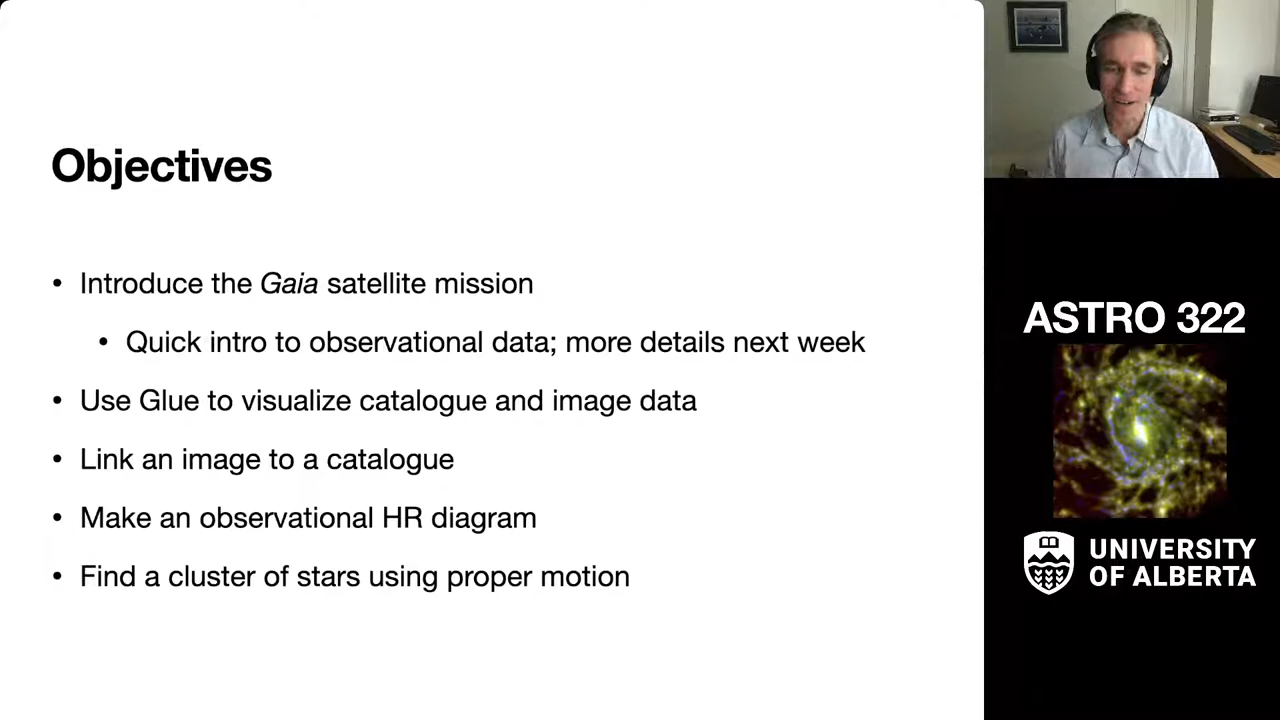 Objectives
• Introduce the Gaia satellite mission
• Quick intro to observational data; more details next week
• Use Glue to visualize catalogue and image data
• Link an image to a catalogue
• Make an observational HR diagram
• Find a cluster of stars using proper motion
ASTRO 322
UNIVERSITY
OF ALBERTA